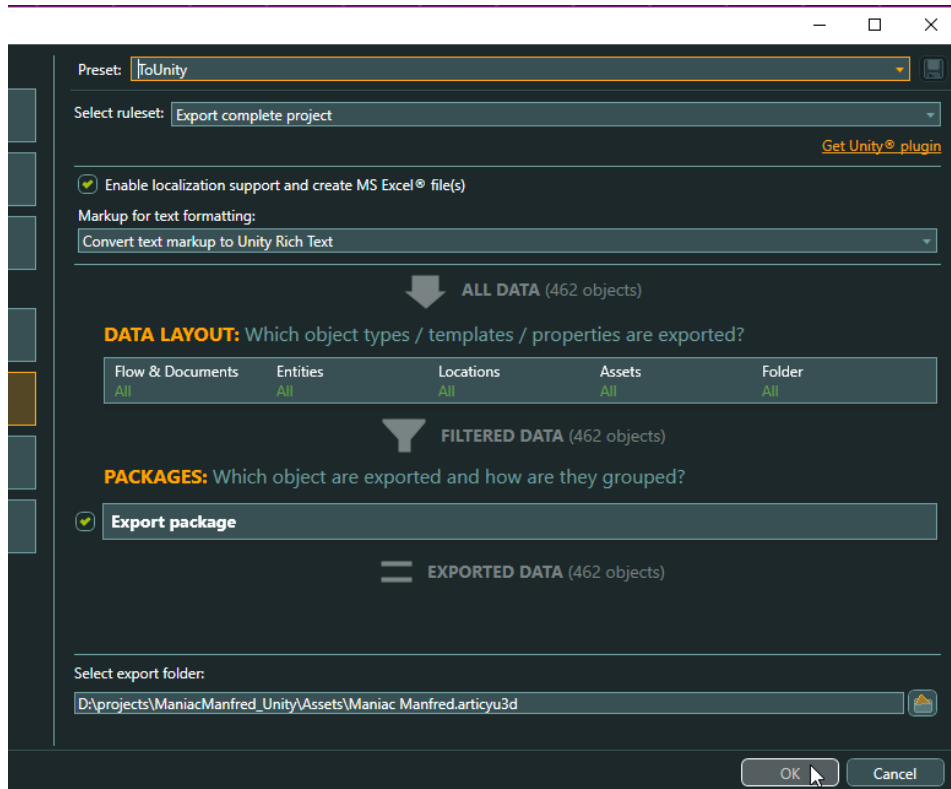 Preset: ToUnity
Select ruleset: Export complete project
Get Unity® plugin
Enable localization support and create MS Excel® file(s)
Markup for text formatting:
Convert text markup to Unity Rich Text
ALL DATA (462 objects)
DATA LAYOUT: Which object types / templates / properties are exported?
Flow & Documents Entities Locations Assets Folder
All All All All All
FILTERED DATA (462 objects)
PACKAGES: Which object are exported and how are they grouped?
Export package
EXPORTED DATA (462 objects)
Select export folder:
D:\projects\ManiacManfred_Unity\Assets\Maniac Manfred.articyu3d
OK Cancel